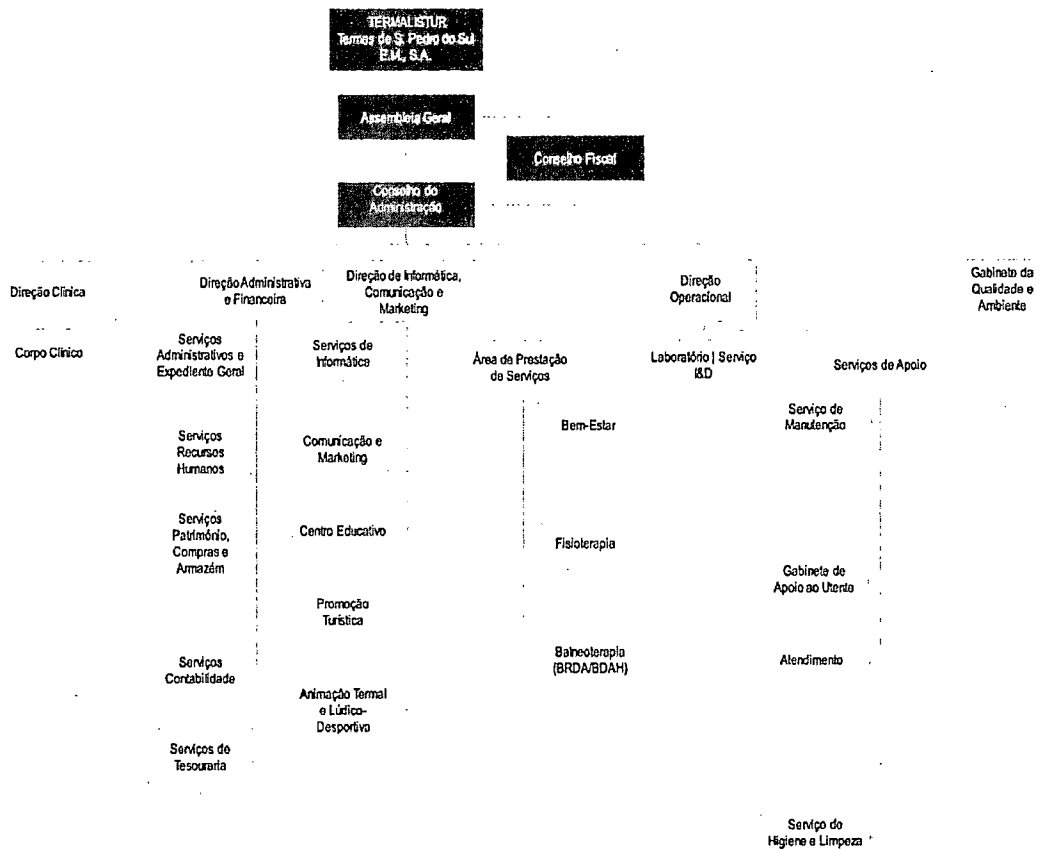 TERMALISTUR
Termas de S. Pedro do Sul
E.M., S.A.
Assembleia Geral
Conselho Fiscal
Conselho de
Administração
Direção Clínica
Direção Administrativa
e Financeira
Direção de Informática,
Comunicação e
Marketing
Direção
Operacional
Gabinete da
Qualidade e
Ambiente
Corpo Clínico
Serviços
Administrativos e
Expediente Geral
Serviços de
Informática
Área de Prestação
de Serviços
Laboratório | Serviço
I&D
Serviços de Apoio
Serviços
Recursos
Humanos
Comunicação e
Marketing
Bem-Estar
Serviço de
Manutenção
Serviços
Património,
Compras e
Armazém
Centro Educativo
Fisioterapia
Gabinete de
Apoio ao Utente
Promoção
Turística
Serviços
Contabilidade
Balneoterapia
(BRDA/BDAH)
Atendimento
Animação Termal
e Lúdico-
Desportiva
Serviços de
Tesouraria
Serviço de
Higiene e Limpeza